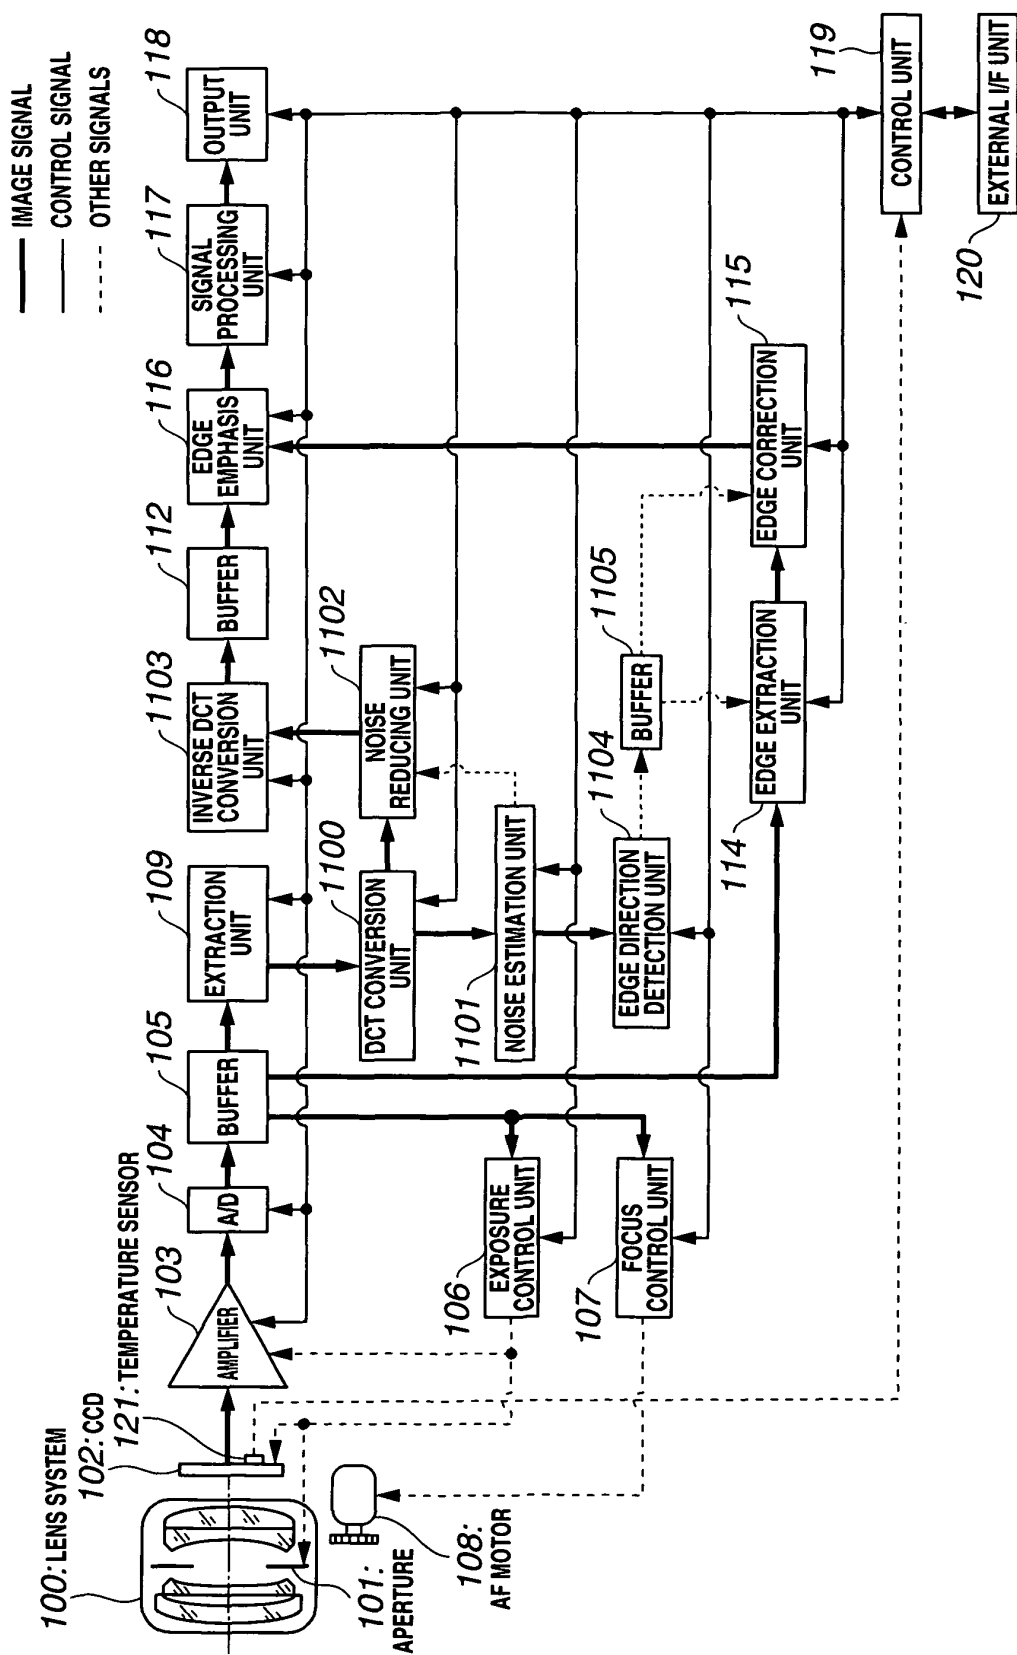 IMAGE SIGNAL
CONTROL SIGNAL
OTHER SIGNALS
100: LENS SYSTEM
102: CCD
121: TEMPERATURE SENSOR
103
AMPLIFIER
104
A/D
105
BUFFER
109
EXTRACTION
UNIT
1103
INVERSE DCT
CONVERSION
UNIT
112
BUFFER
116
EDGE
EMPHASIS
UNIT
117
SIGNAL
PROCESSING
UNIT
118
OUTPUT
UNIT
1100
DCT CONVERSION
UNIT
1102
NOISE
REDUCING UNIT
1101
NOISE ESTIMATION UNIT
106
EXPOSURE
CONTROL UNIT
107
FOCUS
CONTROL UNIT
1104
EDGE DIRECTION
DETECTION UNIT
1105
BUFFER
114
EDGE EXTRACTION
UNIT
115
EDGE CORRECTION
UNIT
101:
APERTURE
108:
AF MOTOR
119
CONTROL UNIT
120
EXTERNAL I/F UNIT